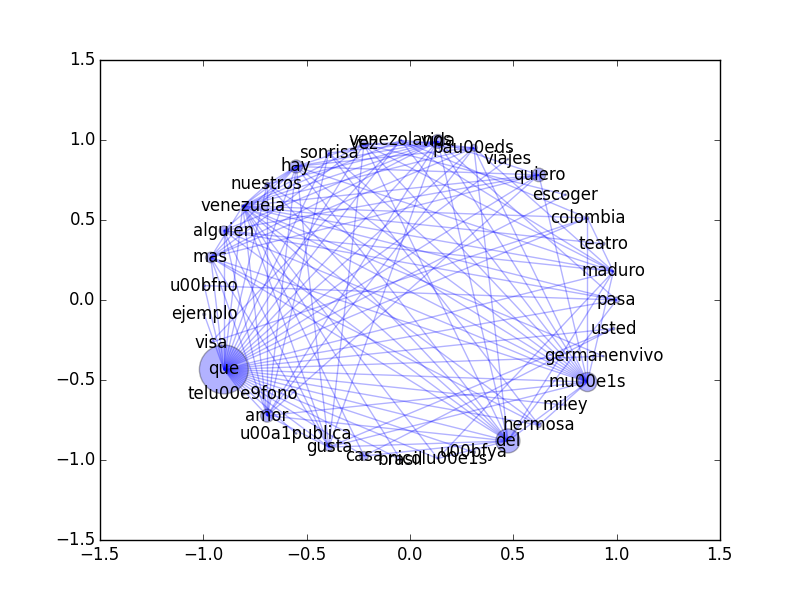 1.5
1.0
0.5
0.0
−0.5
−1.0
−1.5
−1.5
−1.0
−0.5
0.0
0.5
1.0
1.5
venezolanos
vez
pau00eds
sonrisa
viajes
hay
quiero
nuestros
escoger
venezuela
colombia
alguien
teatro
mas
maduro
u00bfno
pasa
ejemplo
usted
visa
germanenvivo
que
mu00e1s
telu00e9fono
miley
amor
hermosa
u00a1publica
del
gusta
u00bfya
casa
brasil
nicolu00e1s